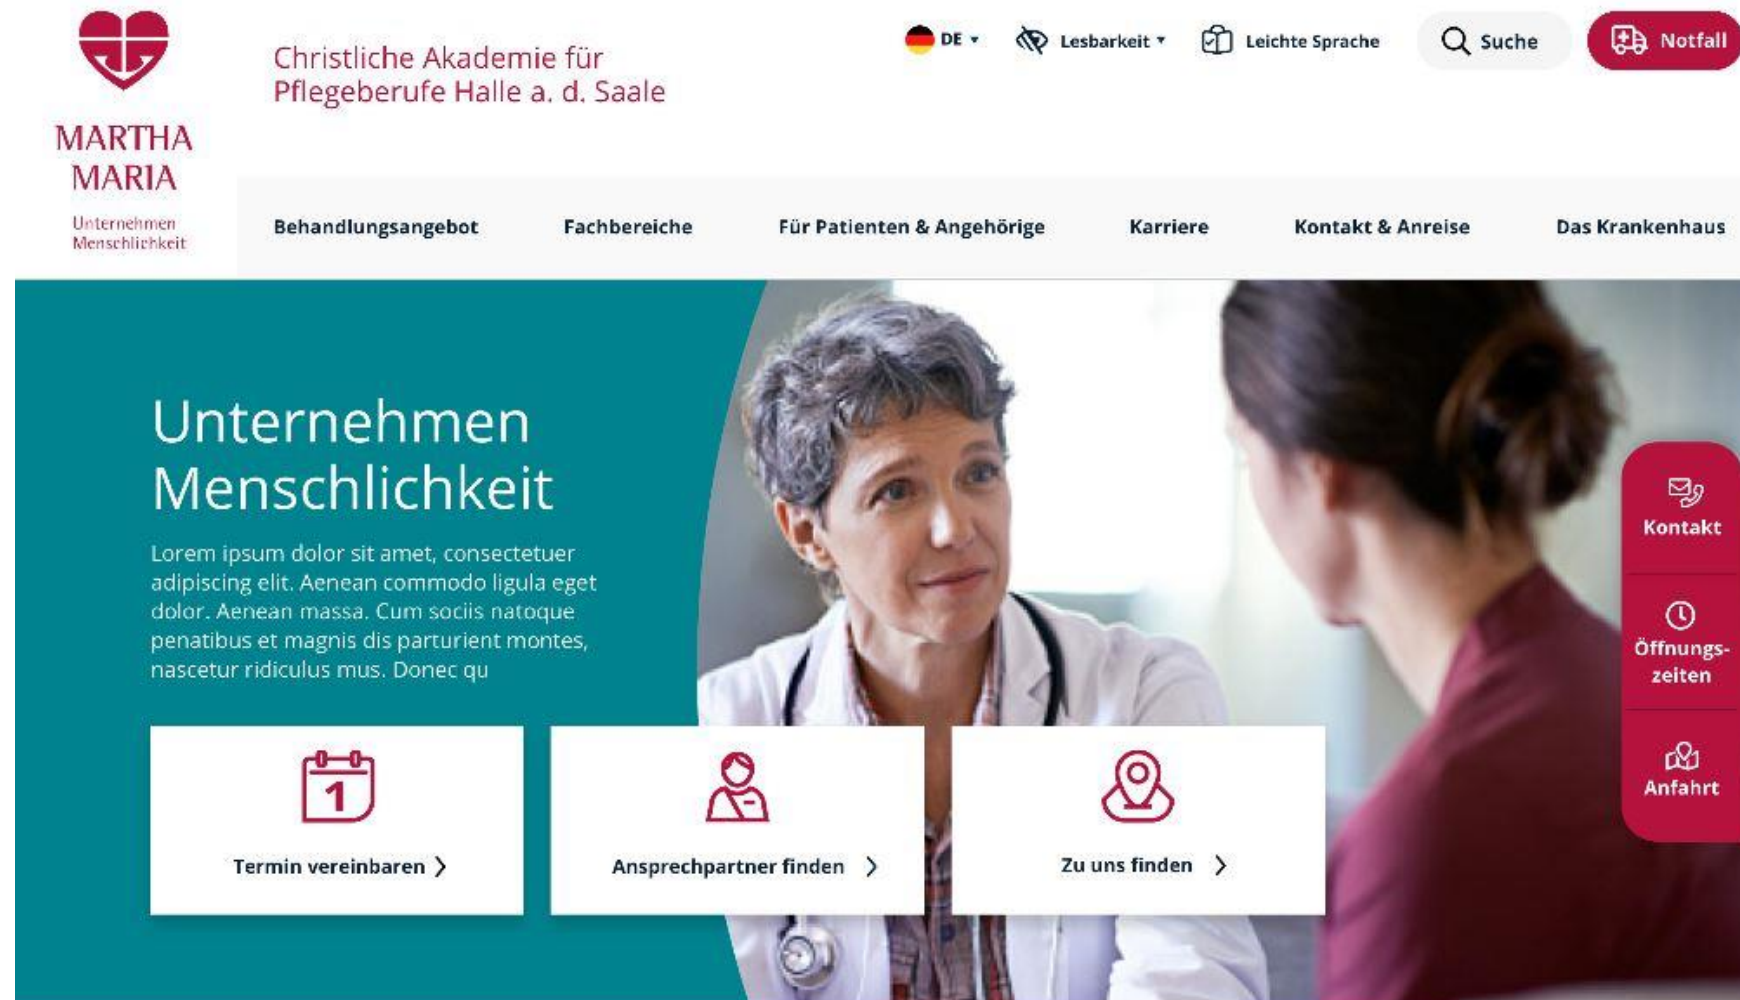 MARTHA
MARIA
Unternehmen
Menschlichkeit
Christliche Akademie für
Pflegeberufe Halle a. d. Saale
DE
Lesbarkeit
Leichte Sprache
Suche
Notfall
Behandlungsangebot
Fachbereiche
Für Patienten & Angehörige
Karriere
Kontakt & Anreise
Das Krankenhaus
Unternehmen
Menschlichkeit
Lorem ipsum dolor sit amet, consectetuer
adipiscing elit. Aenean commodo ligula eget
dolor. Aenean massa. Cum sociis natoque
penatibus et magnis dis parturient montes,
nascetur ridiculus mus. Donec qu
1
Termin vereinbaren
Ansprechpartner finden
Zu uns finden
Kontakt
Öffnungs-
zeiten
Anfahrt